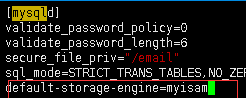 [mysqld]
validate_password_policy=0
validate_password_length=6
secure_file_priv="/email"
sql_mode=STRICT_TRANS_TABLES,NO_ZE
default-storage-engine=myisam